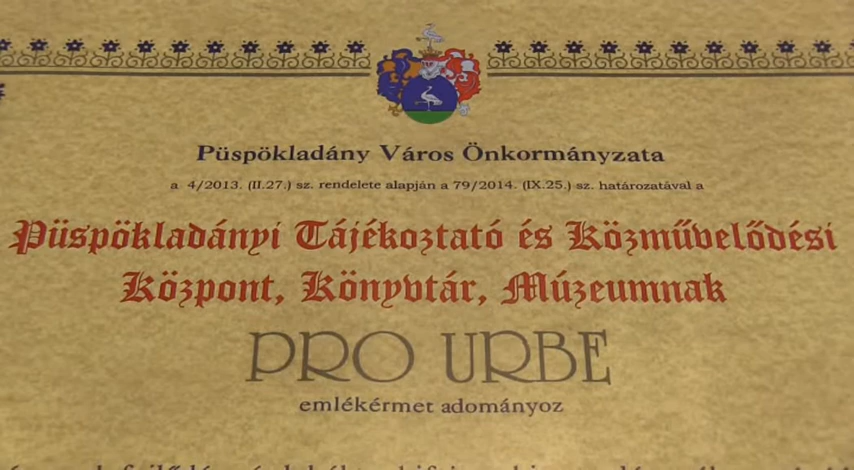 Püspökladány Város Önkormányzata
a 4/2013. (II.27.) sz. rendelete alapján a 79/2014. (IX.25.) sz. határozatával a
Püspökladányi Tájékoztató és Közművelődési
Központ, Könyvtár, Múzeumnak
PRO URBE
emlékérmet adományoz